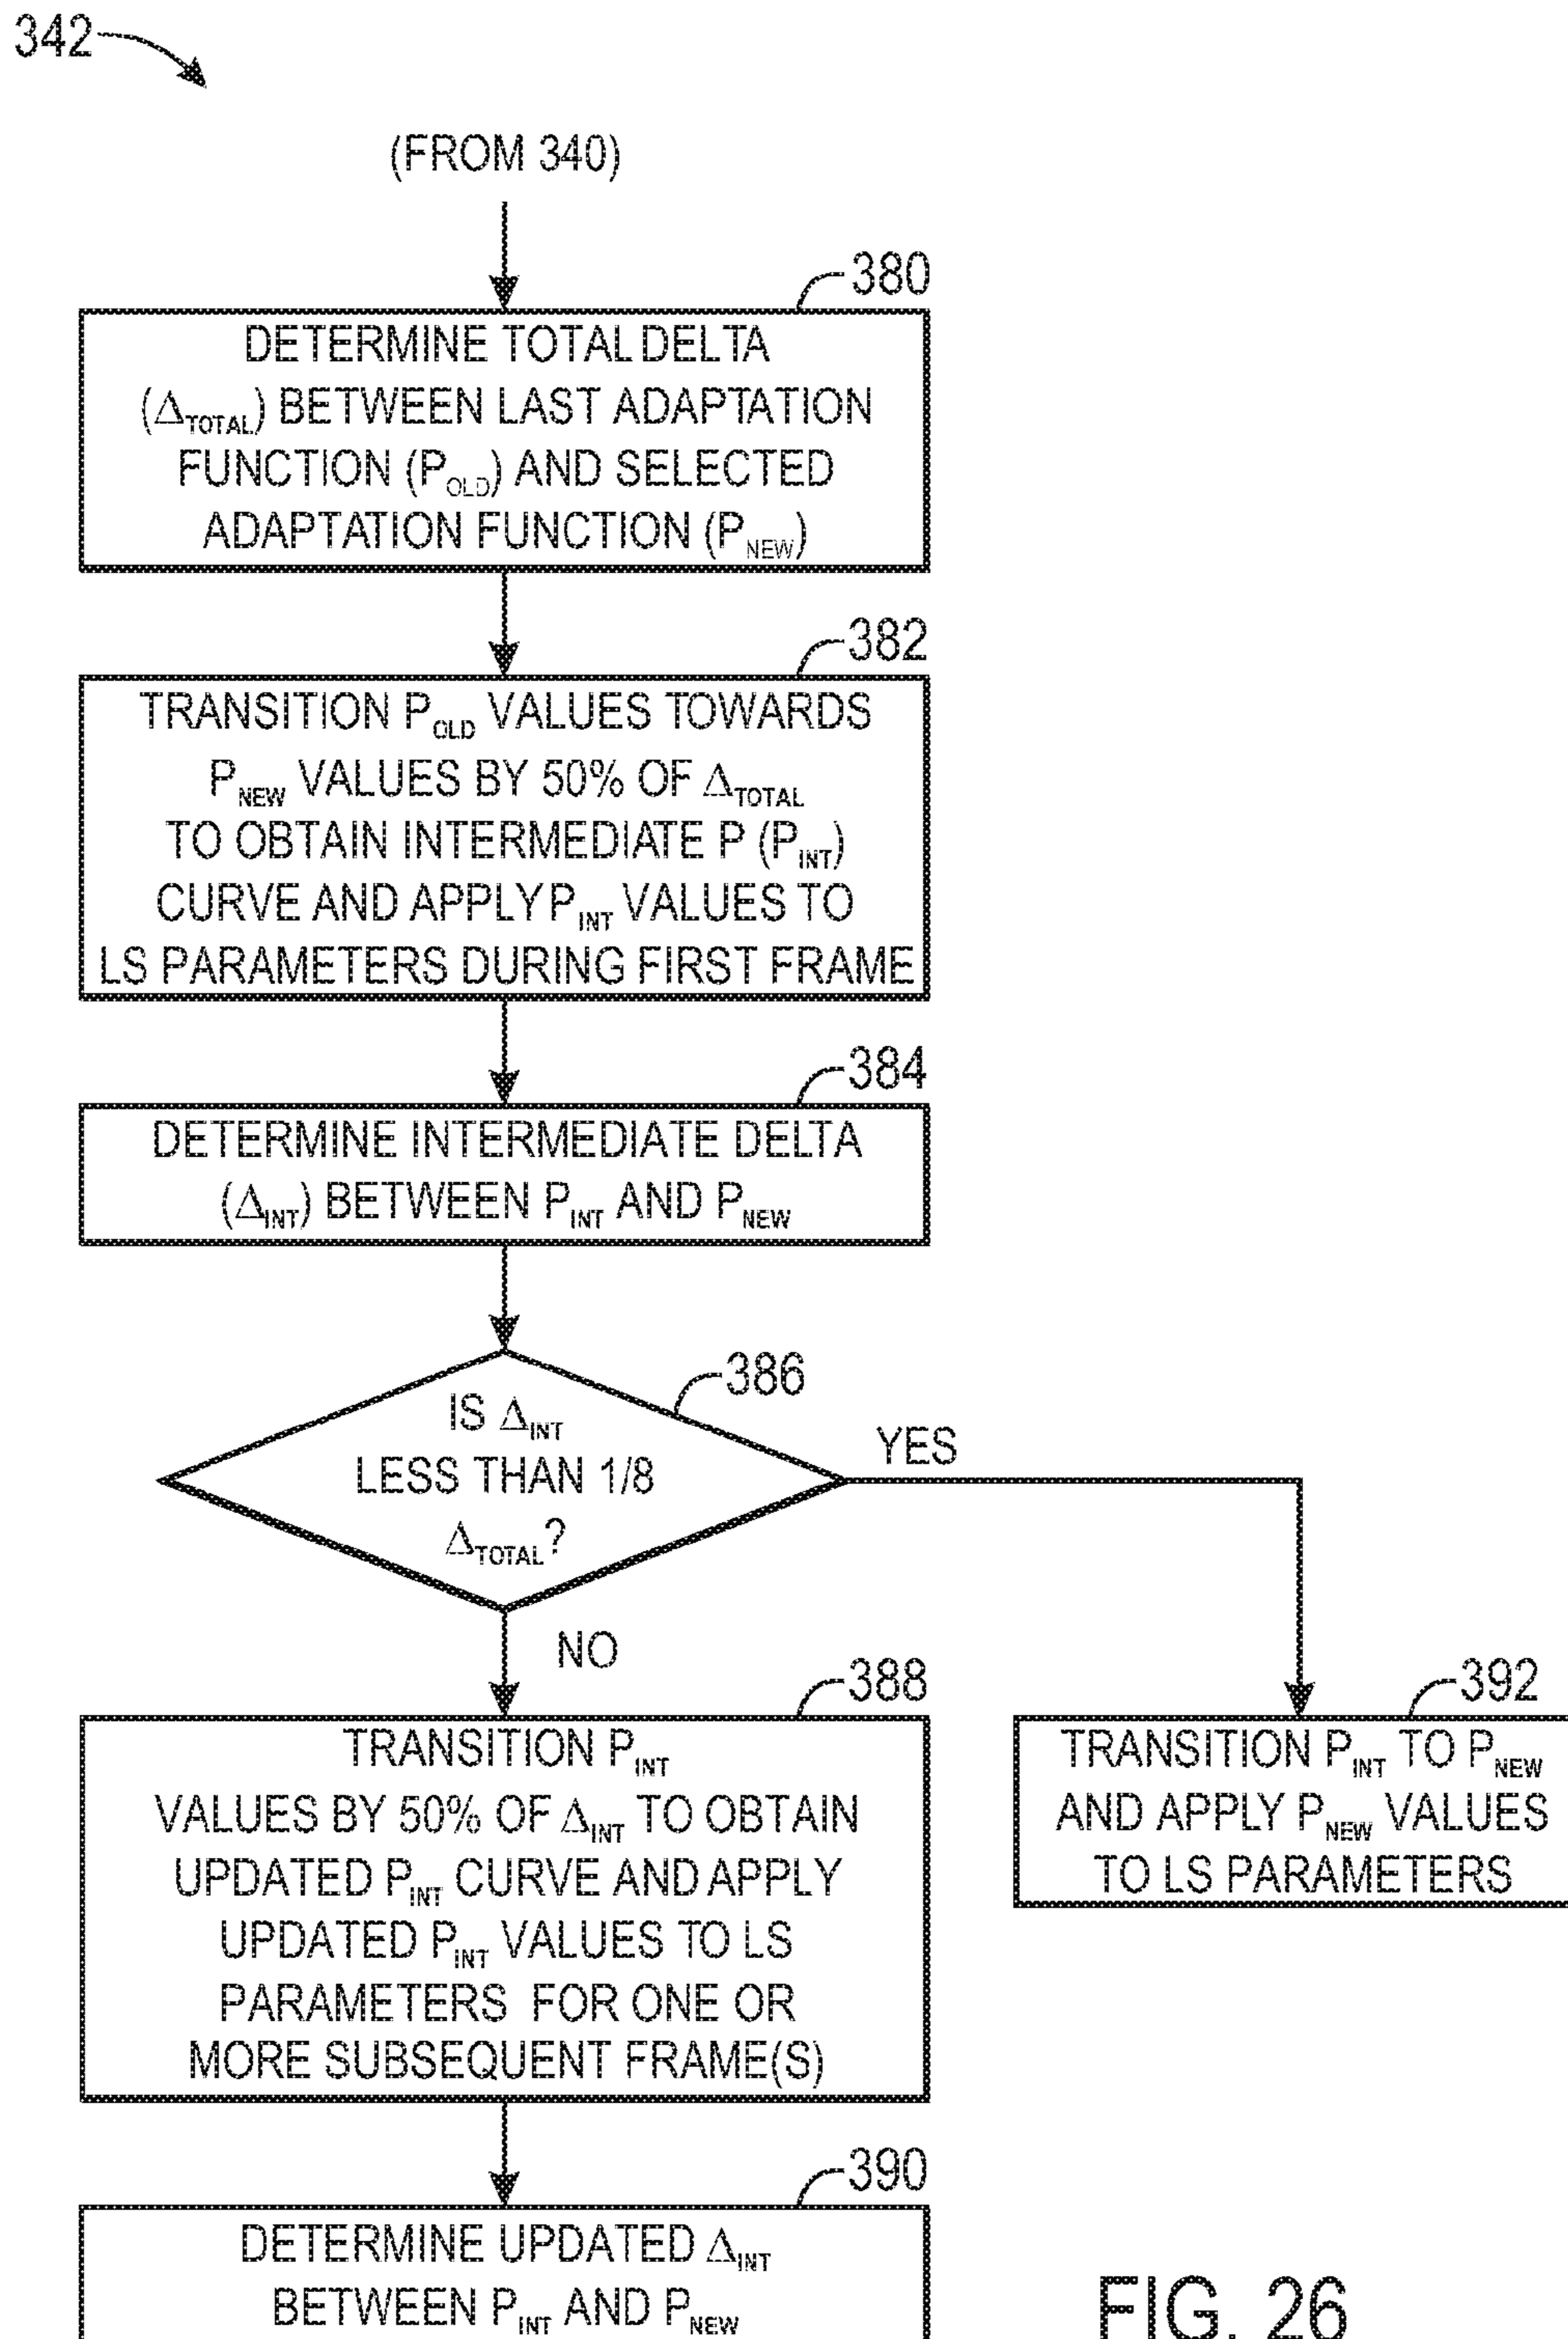 342
(FROM 340)
380
DETERMINE TOTAL DELTA
(ΔTOTAL) BETWEEN LAST ADAPTATION
FUNCTION (POLD) AND SELECTED
ADAPTATION FUNCTION (PNEW)
382
TRANSITION POLD VALUES TOWARDS
PNEW VALUES BY 50% OF ΔTOTAL
TO OBTAIN INTERMEDIATE P (PINT)
CURVE AND APPLY PINT VALUES TO
LS PARAMETERS DURING FIRST FRAME
384
DETERMINE INTERMEDIATE DELTA
(ΔINT) BETWEEN PINT AND PNEW
386
IS ΔINT
LESS THAN 1/8
ΔTOTAL?
YES
NO
388
TRANSITION PINT
VALUES BY 50% OF ΔINT TO OBTAIN
UPDATED PINT CURVE AND APPLY
UPDATED PINT VALUES TO LS
PARAMETERS FOR ONE OR
MORE SUBSEQUENT FRAME(S)
392
TRANSITION PINT TO PNEW
AND APPLY PNEW VALUES
TO LS PARAMETERS
390
DETERMINE UPDATED ΔINT
BETWEEN PINT AND PNEW
FIG. 26